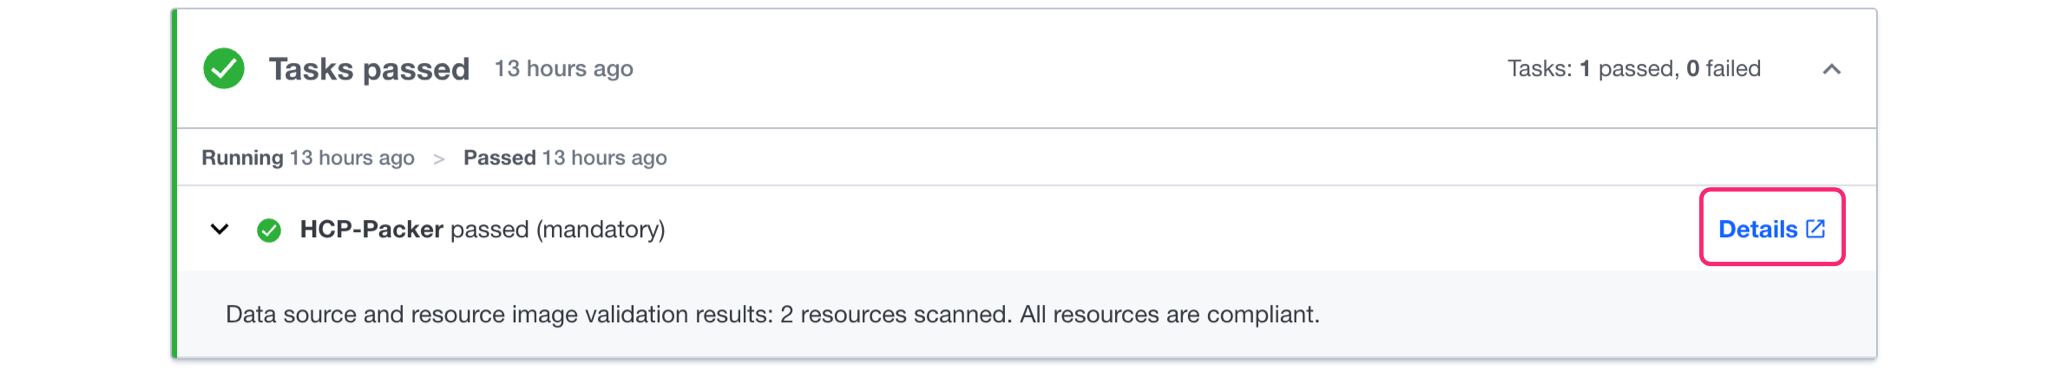 Tasks passed 13 hours ago Tasks: 1 passed, 0 failed
Running 13 hours ago > Passed 13 hours ago
HCP-Packer passed (mandatory) Details
Data source and resource image validation results: 2 resources scanned. All resources are compliant.